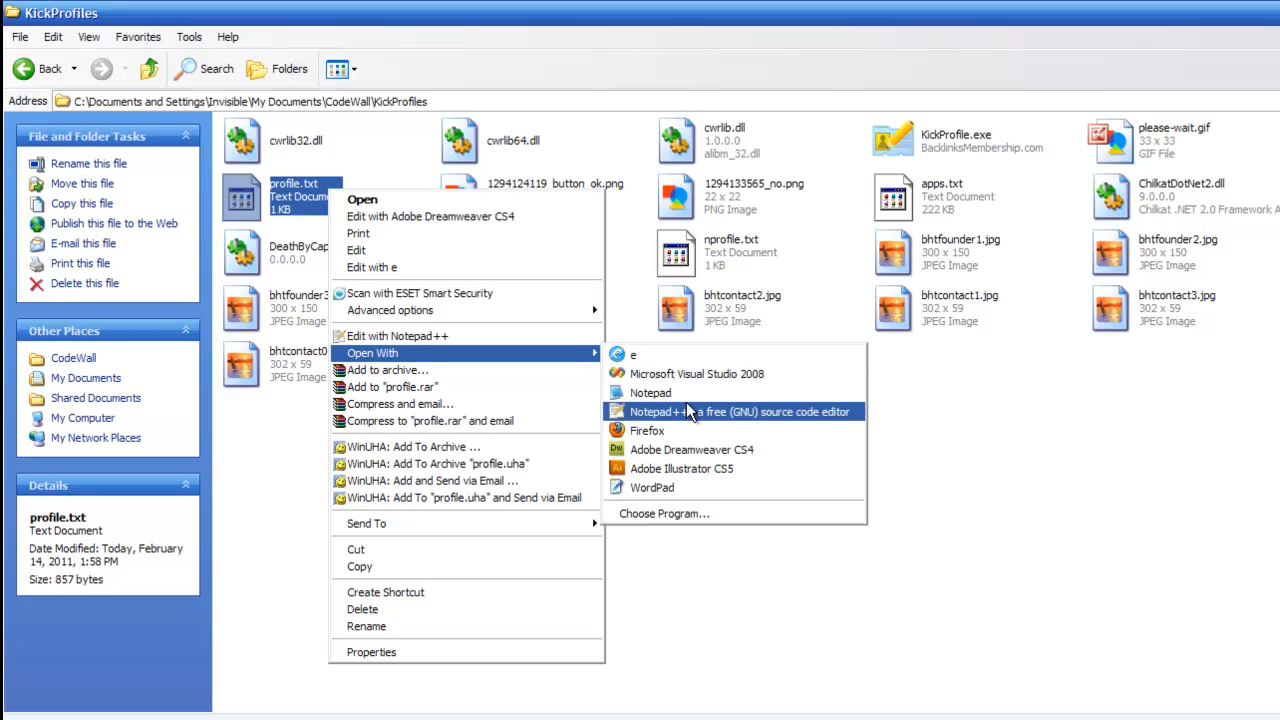 KickProfiles
File Edit View Favorites Tools Help
Back Search Folders
Address C:\Documents and Settings\Invisible\My Documents\CodeWall\KickProfiles
File and Folder Tasks
Rename this file
Move this file
Copy this file
Publish this file to the Web
E-mail this file
Print this file
Delete this file
Other Places
CodeWall
My Documents
Shared Documents
My Computer
My Network Places
Details
profile.txt
Text Document
Date Modified: Today, February
14, 2011, 1:58 PM
Size: 857 bytes
cwrlib32.dll
cwrlib64.dll
cwrlib.dll
1.0.0.0
alibm_32.dll
KickProfile.exe
BacklinksMembership.com
please-wait.gif
33 x 33
GIF File
profile.txt
Text Docume
1 KB
1294124119_button_ok.png
1294133565_no.png
22 x 22
PNG Image
apps.txt
Text Document
222 KB
ChilkatDotNet2.dll
9.0.0.0
Chilkat .NET 2.0 Framework A
DeathByCap
0.0.0.0
nprofile.txt
Text Document
1 KB
bhtfounder1.jpg
300 x 150
JPEG Image
bhtfounder2.jpg
300 x 150
JPEG Image
bhtfounder3
300 x 150
JPEG Image
bhtcontact2.jpg
302 x 59
JPEG Image
bhtcontact1.jpg
302 x 59
JPEG Image
bhtcontact3.jpg
302 x 59
JPEG Image
bhtcontact0
302 x 59
JPEG Image
Open
Edit with Adobe Dreamweaver CS4
Print
Edit
Edit with e
Scan with ESET Smart Security
Advanced options
Edit with Notepad++
Open With
Add to archive...
Add to "profile.rar"
Compress and email...
Compress to "profile.rar" and email
WinUHA: Add To Archive ...
WinUHA: Add To Archive "profile.uha"
WinUHA: Add and Send via Email ...
WinUHA: Add To "profile.uha" and Send via Email
Send To
Cut
Copy
Create Shortcut
Delete
Rename
Properties
e
Microsoft Visual Studio 2008
Notepad
Notepad++ a free (GNU) source code editor
Firefox
Adobe Dreamweaver CS4
Adobe Illustrator CS5
WordPad
Choose Program...